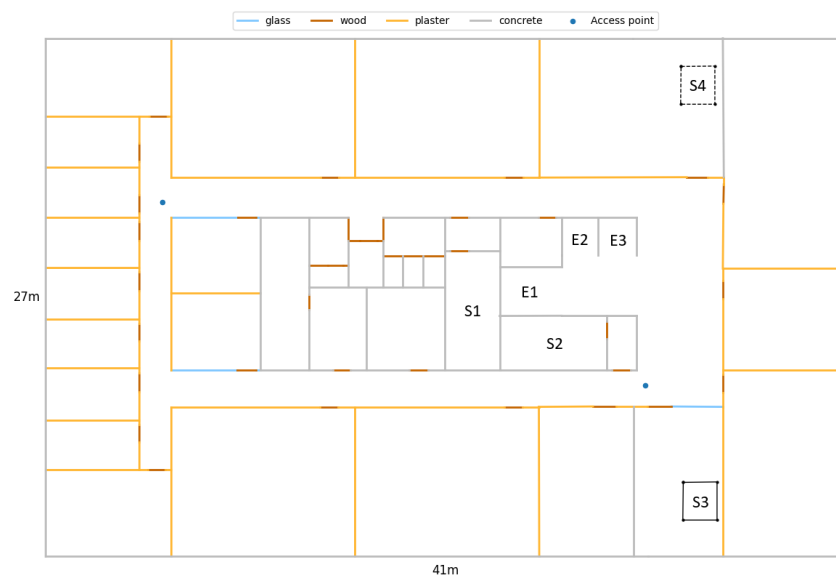 glass wood plaster concrete Access point
S4
E2 E3
E1
27m
S1
S2
S3
41m